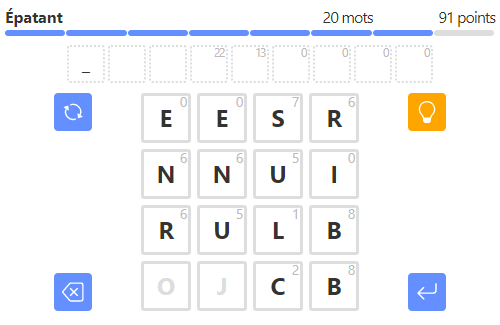 Épatant 20 mots 91 points
_ 22 13 0 0 0 0
E 0 E 0 S 7 R 6
N 6 N 6 U 5 I 0
R 6 U 5 L 1 B 8
O J C 2 B 8